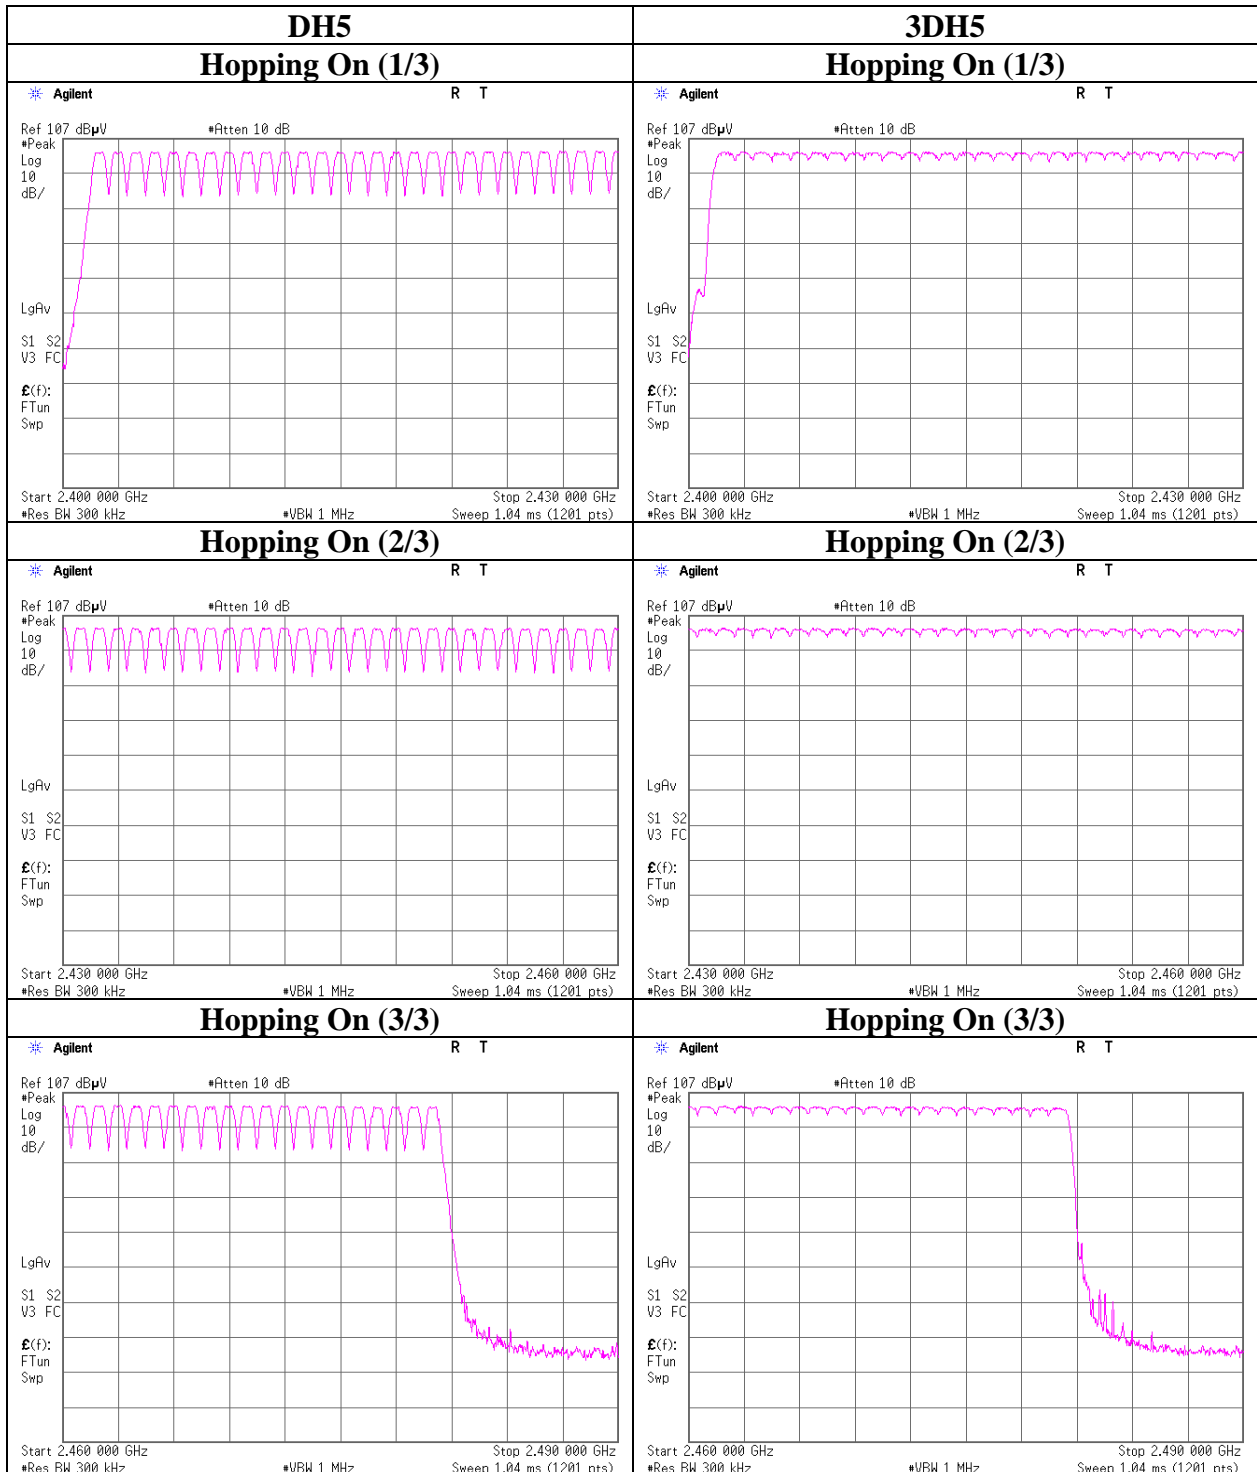 DH5 3DH5
Hopping On (1/3) Hopping On (1/3)
Agilent R T
Ref 107 dBµV #Atten 10 dB
#Peak
Log
10
dB/
LgAv
S1 S2
V3 FC
£(f):
FTun
Swp
Start 2.400 000 GHz Stop 2.430 000 GHz
#Res BW 300 kHz #VBW 1 MHz Sweep 1.04 ms (1201 pts)
Agilent R T
Ref 107 dBµV #Atten 10 dB
#Peak
Log
10
dB/
LgAv
S1 S2
V3 FC
£(f):
FTun
Swp
Start 2.400 000 GHz Stop 2.430 000 GHz
#Res BW 300 kHz #VBW 1 MHz Sweep 1.04 ms (1201 pts)
Hopping On (2/3) Hopping On (2/3)
Agilent R T
Ref 107 dBµV #Atten 10 dB
#Peak
Log
10
dB/
LgAv
S1 S2
V3 FC
£(f):
FTun
Swp
Start 2.430 000 GHz Stop 2.460 000 GHz
#Res BW 300 kHz #VBW 1 MHz Sweep 1.04 ms (1201 pts)
Agilent R T
Ref 107 dBµV #Atten 10 dB
#Peak
Log
10
dB/
LgAv
S1 S2
V3 FC
£(f):
FTun
Swp
Start 2.430 000 GHz Stop 2.460 000 GHz
#Res BW 300 kHz #VBW 1 MHz Sweep 1.04 ms (1201 pts)
Hopping On (3/3) Hopping On (3/3)
Agilent R T
Ref 107 dBµV #Atten 10 dB
#Peak
Log
10
dB/
LgAv
S1 S2
V3 FC
£(f):
FTun
Swp
Start 2.460 000 GHz Stop 2.490 000 GHz
#Res BW 300 kHz #VBW 1 MHz Sweep 1.04 ms (1201 pts)
Agilent R T
Ref 107 dBµV #Atten 10 dB
#Peak
Log
10
dB/
LgAv
S1 S2
V3 FC
£(f):
FTun
Swp
Start 2.460 000 GHz Stop 2.490 000 GHz
#Res BW 300 kHz #VBW 1 MHz Sweep 1.04 ms (1201 pts)